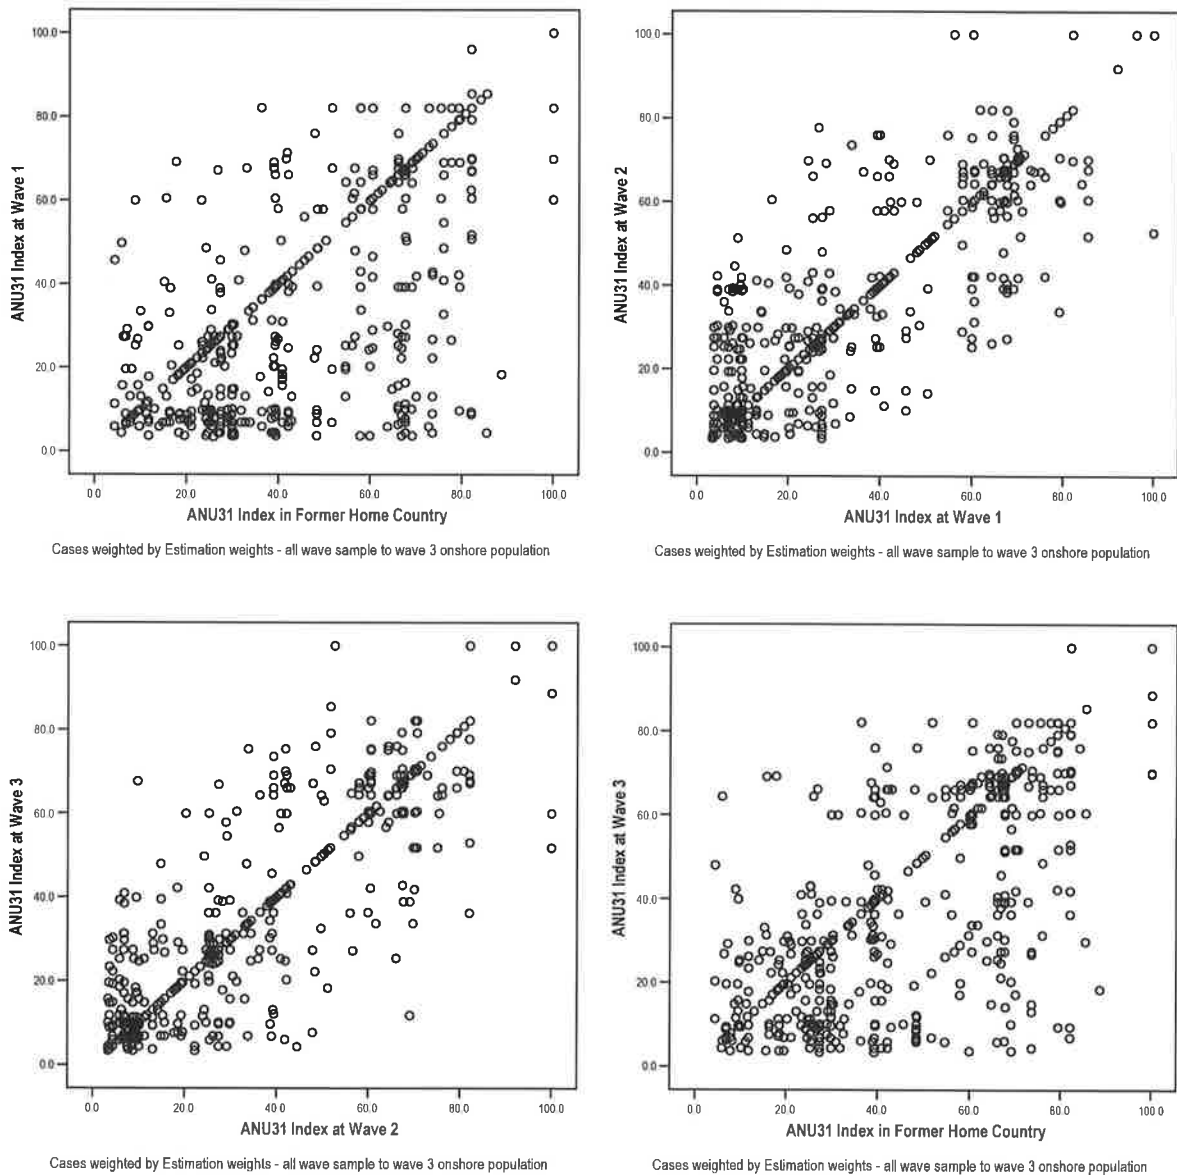 100.0
80.0
60.0
40.0
20.0
0.0
ANU31 Index at Wave 1
0.0 20.0 40.0 60.0 80.0 100.0
ANU31 Index in Former Home Country
Cases weighted by Estimation weights - all wave sample to wave 3 onshore population
100.0
80.0
60.0
40.0
20.0
0.0
ANU31 Index at Wave 2
0.0 20.0 40.0 60.0 80.0 100.0
ANU31 Index at Wave 1
Cases weighted by Estimation weights - all wave sample to wave 3 onshore population
100.0
80.0
60.0
40.0
20.0
0.0
ANU31 Index at Wave 3
0.0 20.0 40.0 60.0 80.0 100.0
ANU31 Index at Wave 2
Cases weighted by Estimation weights - all wave sample to wave 3 onshore population
100.0
80.0
60.0
40.0
20.0
0.0
ANU31 Index at Wave 3
0.0 20.0 40.0 60.0 80.0 100.0
ANU31 Index in Former Home Country
Cases weighted by Estimation weights - all wave sample to wave 3 onshore population